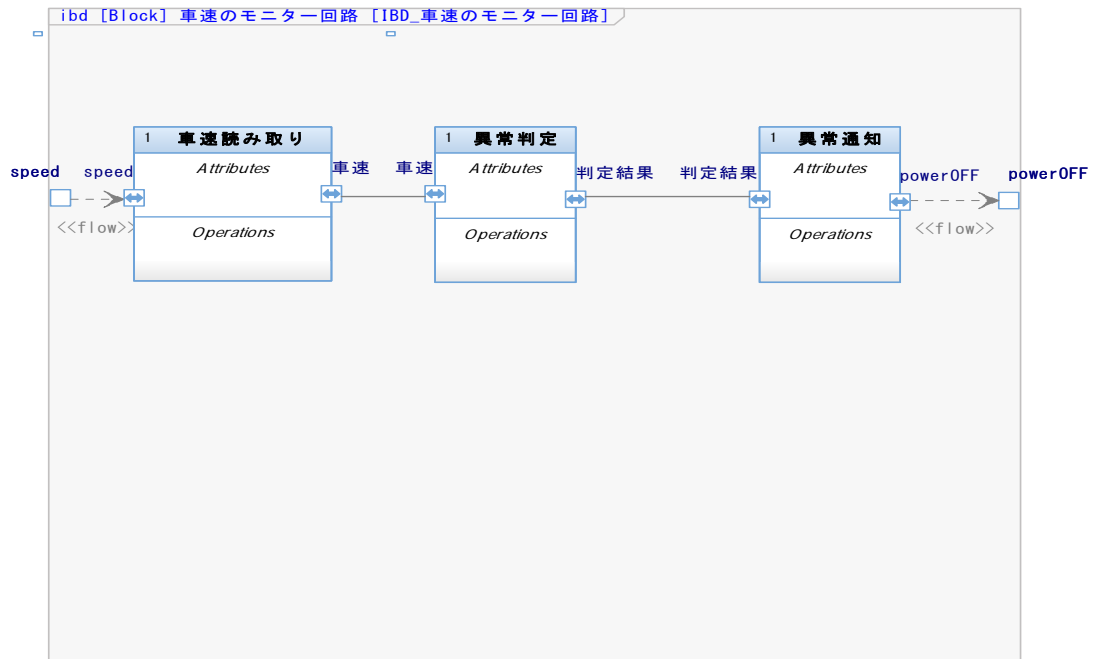 ibd [Block] 車速のモニター回路 [IBD_車速のモニター回路]
1 車速読み取り
1 異常判定
1 異常通知
speed
speed
Attributes
車速
車速
Attributes
判定結果
判定結果
Attributes
powerOFF
powerOFF
<<flow>>
Operations
Operations
Operations
<<flow>>